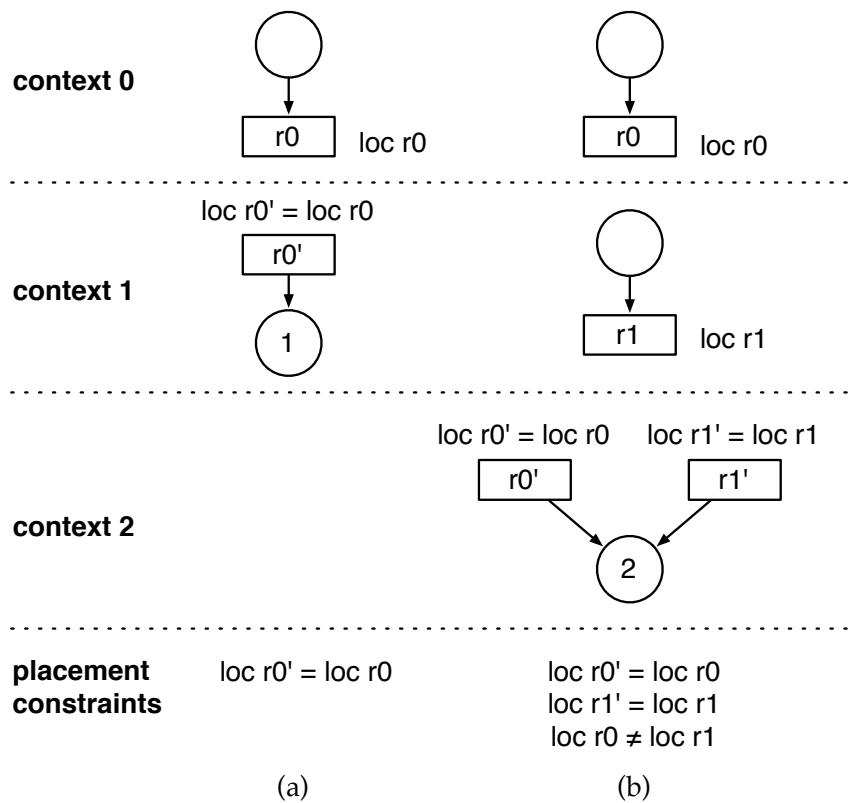 context 0
r0 loc r0
r0 loc r0
loc r0' = loc r0
r0'
context 1
1
r1 loc r1
loc r0' = loc r0 loc r1' = loc r1
r0' r1'
context 2
2
placement constraints
loc r0' = loc r0
loc r0' = loc r0
loc r1' = loc r1
loc r0 ≠ loc r1
(a) (b)